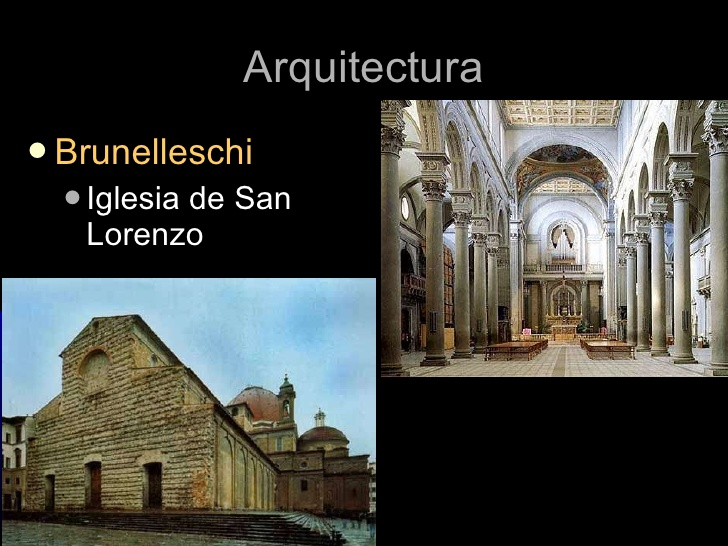 Arquitectura
Brunelleschi
Iglesia de San
Lorenzo